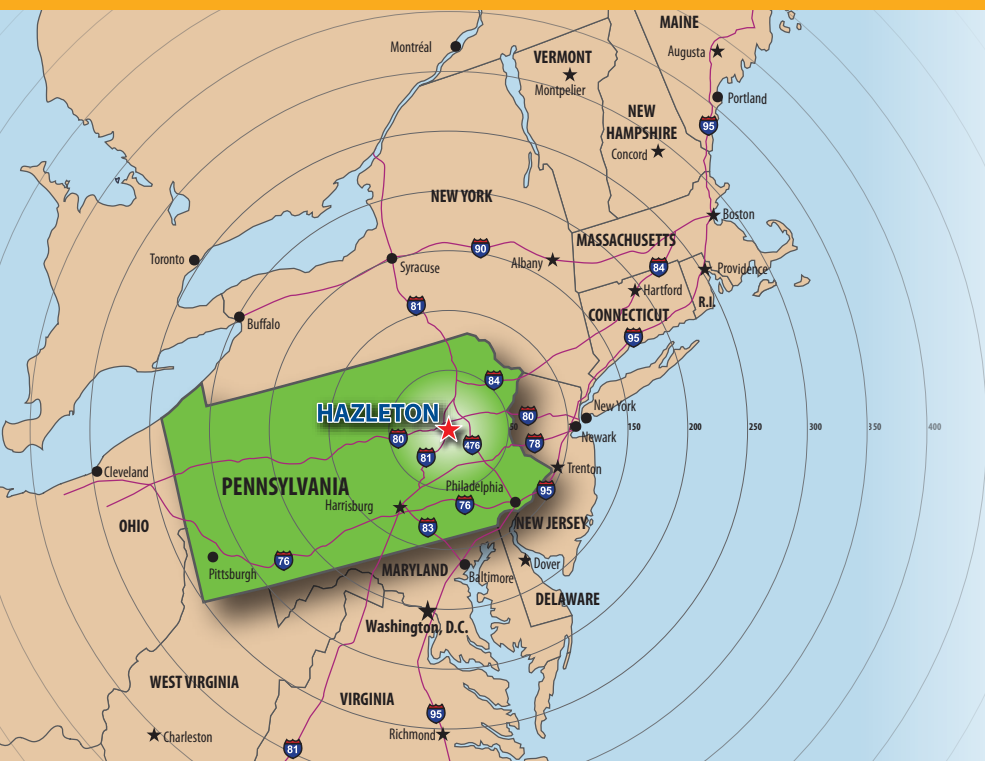 MAINE
Montréal
Augusta
VERMONT
Montpelier
Portland
NEW
HAMPSHIRE
95
Concord
NEW YORK
Boston
MASSACHUSETTS
90
Toronto
Syracuse
Albany
84
Providence
Hartford
R.I.
81
CONNECTICUT
Buffalo
95
84
HAZLETON
80
New York
50
100
150
200
250
300
350
400
80
476
78
Newark
81
Cleveland
Trenton
PENNSYLVANIA
Philadelphia
95
Harrisburg
76
OHIO
83
NEW JERSEY
76
Pittsburgh
MARYLAND
Baltimore
Dover
DELAWARE
Washington, D.C.
WEST VIRGINIA
VIRGINIA
95
Charleston
Richmond
81